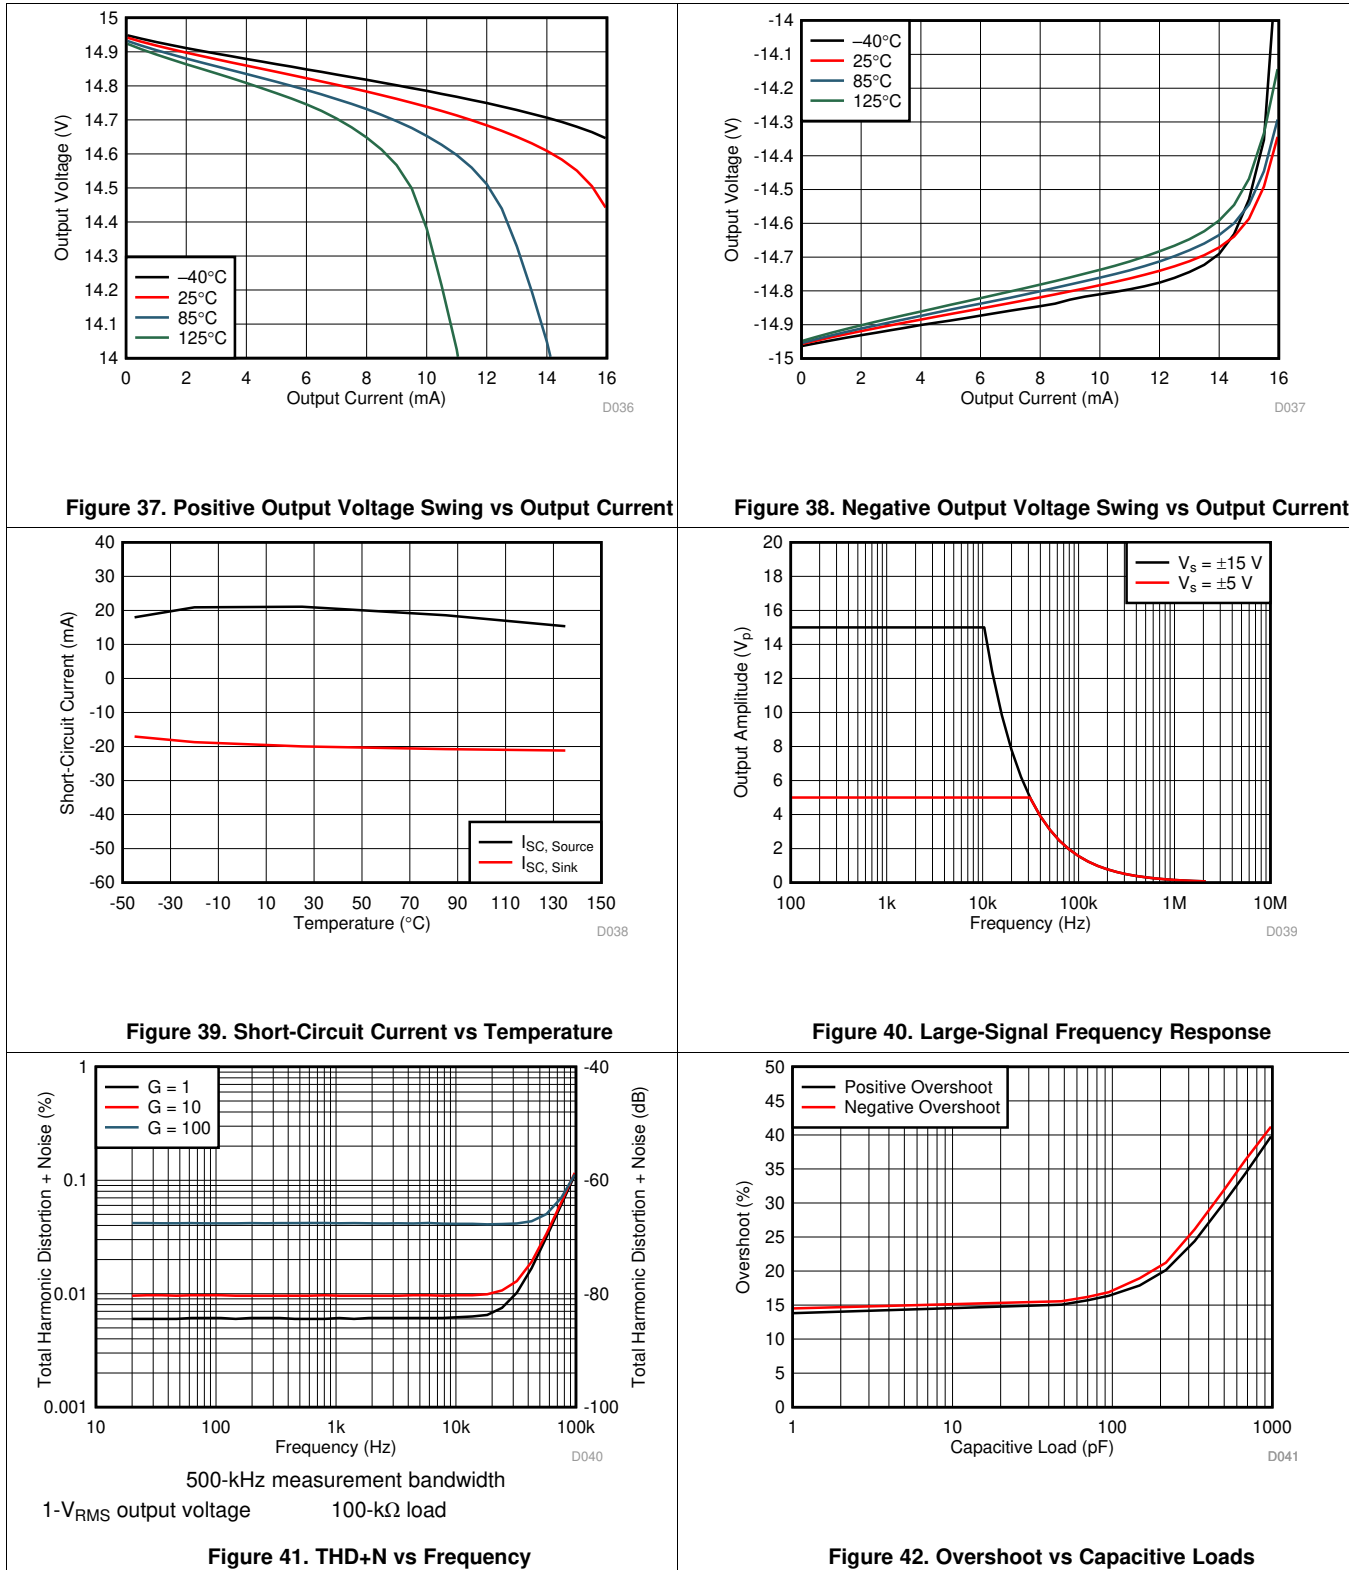 15
14.9
14.8
14.7
14.6
14.5
14.4
14.3
14.2
14.1
14
Output Voltage (V)
–40°C
25°C
85°C
125°C
0 2 4 6 8 10 12 14 16
Output Current (mA)
D036
Figure 37. Positive Output Voltage Swing vs Output Current
-14
-14.1
-14.2
-14.3
-14.4
-14.5
-14.6
-14.7
-14.8
-14.9
-15
Output Voltage (V)
–40°C
25°C
85°C
125°C
0 2 4 6 8 10 12 14 16
Output Current (mA)
D037
Figure 38. Negative Output Voltage Swing vs Output Current
40
30
20
10
0
-10
-20
-30
-40
-50
-60
Short-Circuit Current (mA)
ISC, Source
ISC, Sink
-50 -30 -10 10 30 50 70 90 110 130 150
Temperature (°C)
D038
Figure 39. Short-Circuit Current vs Temperature
20
18
16
14
12
10
8
6
4
2
0
Output Amplitude (Vp)
Vs = ±15 V
Vs = ±5 V
100 1k 10k 100k 1M 10M
Frequency (Hz)
D039
Figure 40. Large-Signal Frequency Response
1
0.1
0.01
0.001
Total Harmonic Distortion + Noise (%)
G = 1
G = 10
G = 100
-40
-60
-80
-100
Total Harmonic Distortion + Noise (dB)
10 100 1k 10k 100k
Frequency (Hz)
D040
500-kHz measurement bandwidth
1-VRMS output voltage 100-kΩ load
Figure 41. THD+N vs Frequency
50
45
40
35
30
25
20
15
10
5
0
Overshoot (%)
Positive Overshoot
Negative Overshoot
1 10 100 1000
Capacitive Load (pF)
D041
Figure 42. Overshoot vs Capacitive Loads